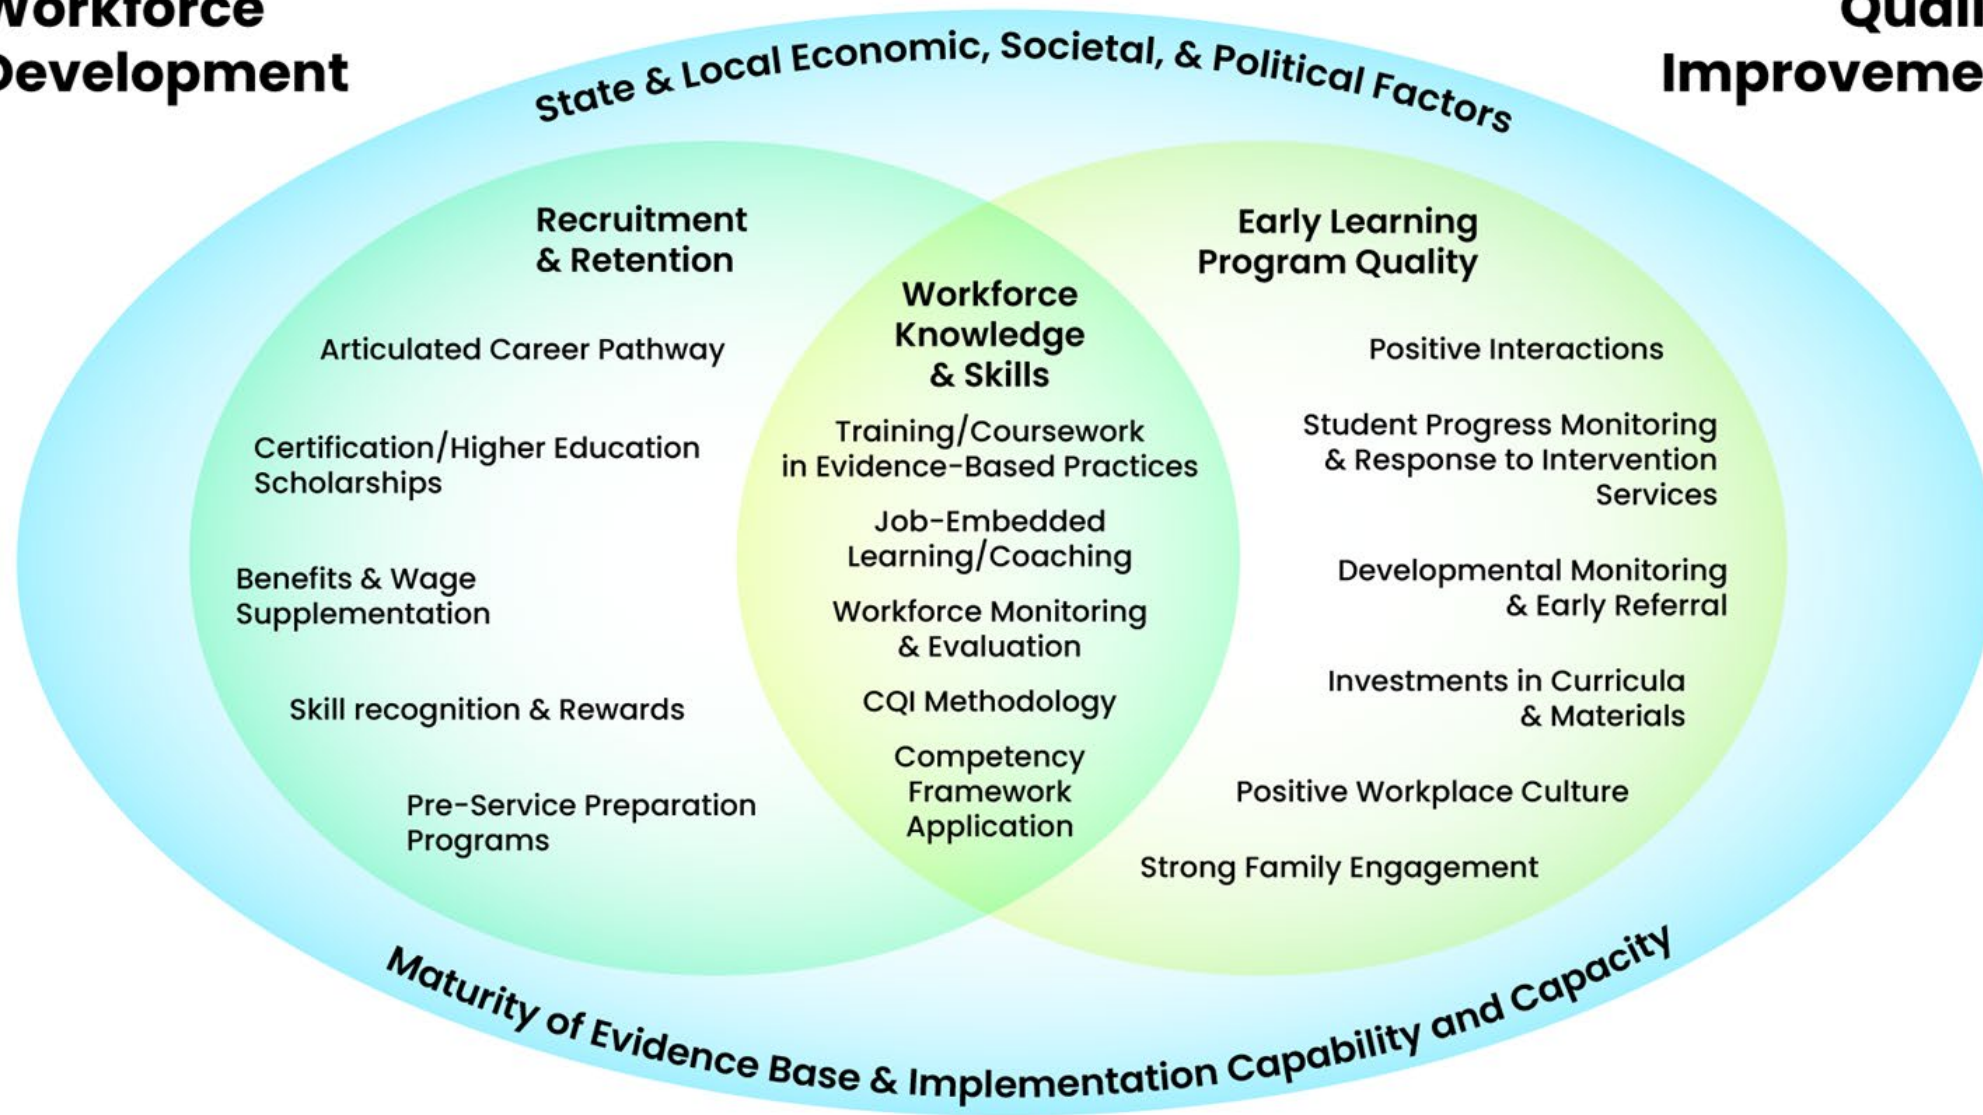 Workforce
Development
Quali
Improveme
State & Local Economic, Societal, & Political Factors
Recruitment
& Retention
Articulated Career Pathway
Certification/Higher Education
Scholarships
Benefits & Wage
Supplementation
Skill recognition & Rewards
Pre-Service Preparation
Programs
Workforce
Knowledge
& Skills
Training/Coursework
in Evidence-Based Practices
Job-Embedded
Learning/Coaching
Workforce Monitoring
& Evaluation
CQI Methodology
Competency
Framework
Application
Early Learning
Program Quality
Positive Interactions
Student Progress Monitoring
& Response to Intervention
Services
Developmental Monitoring
& Early Referral
Investments in Curricula
& Materials
Positive Workplace Culture
Strong Family Engagement
Maturity of Evidence Base & Implementation Capability and Capacity